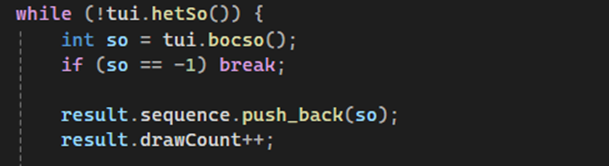 while (!tui.hetSo()) {
int so = tui.bocso();
if (so == -1) break;
result.sequence.push_back(so);
result.drawCount++;